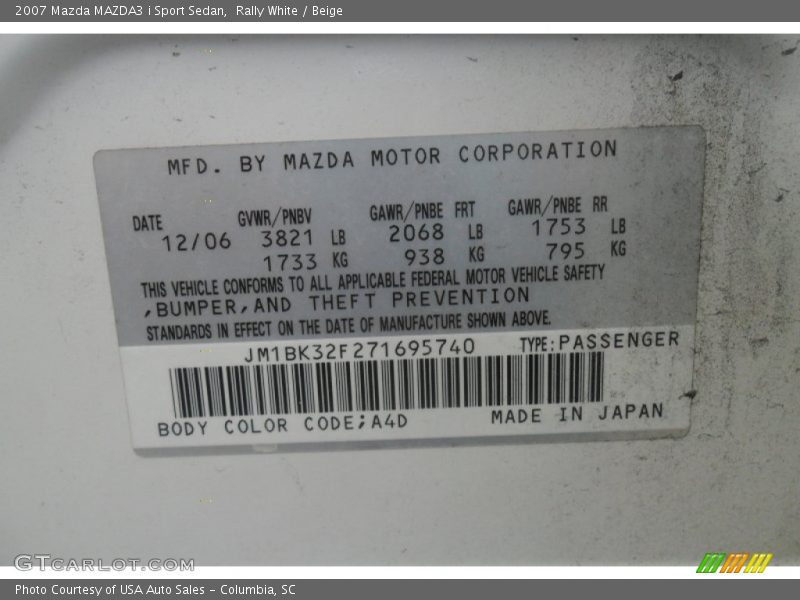 2007 Mazda MAZDA3 i Sport Sedan,  Rally White / Beige
MFD. BY MAZDA MOTOR CORPORATION
DATE GVWR/PNBV GAWR/PNBE FRT GAWR/PNBE RR
12/06 3821 LB 2068 LB 1753 LB
1733 KG 938 KG 795 KG
THIS VEHICLE CONFORMS TO ALL APPLICABLE FEDERAL MOTOR VEHICLE SAFETY
,BUMPER,AND THEFT PREVENTION
STANDARDS IN EFFECT ON THE DATE OF MANUFACTURE SHOWN ABOVE.
JM1BK32F271695740 TYPE:PASSENGER
BODY COLOR CODE;A4D MADE IN JAPAN
GTCARLOT.COM
Photo Courtesy of USA Auto Sales - Columbia, SC